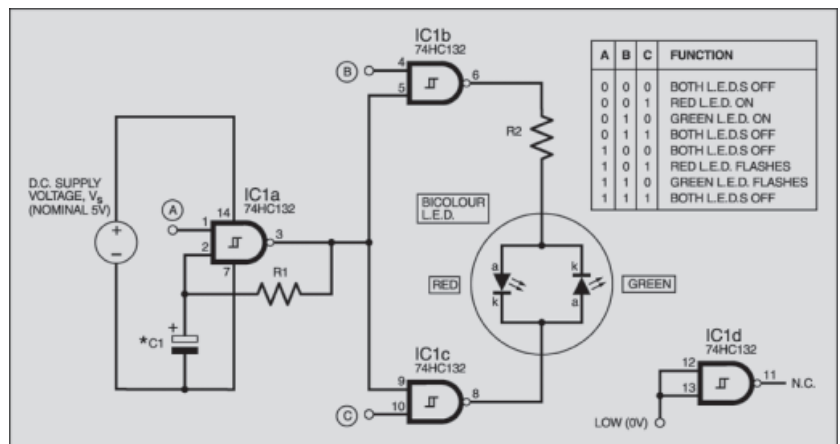 IC1b
74HC132
B
4
5
6
R2
A B C FUNCTION
0 0 0 BOTH L.E.D.S OFF
0 0 1 RED L.E.D. ON
0 1 0 GREEN L.E.D. ON
0 1 1 BOTH L.E.D.S OFF
1 0 0 BOTH L.E.D.S OFF
1 0 1 RED L.E.D. FLASHES
1 1 0 GREEN L.E.D. FLASHES
1 1 1 BOTH L.E.D.S OFF
D.C. SUPPLY
VOLTAGE, Vs
(NOMINAL 5V)
+
−
A
IC1a
74HC132
14
1
2
3
7
R1
+
*C1
BICOLOUR
L.E.D.
RED
a
k
k
a
GREEN
IC1c
74HC132
9
10
8
C
IC1d
74HC132
12
13
11
N.C.
LOW (0V)